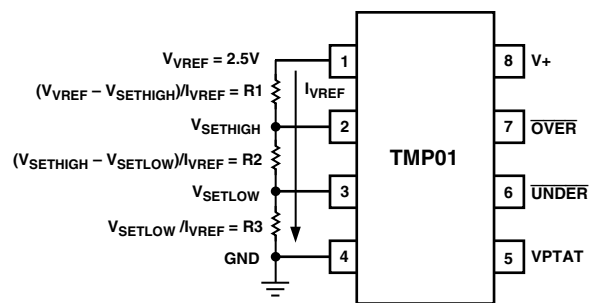 V_VREF = 2.5V
1
8
V+
(V_VREF – V_SETHIGH)/I_VREF = R1
I_VREF
V_SETHIGH
2
7
OVER
(V_SETHIGH – V_SETLOW)/I_VREF = R2
TMP01
V_SETLOW
3
6
UNDER
V_SETLOW /I_VREF = R3
GND
4
5
VPTAT